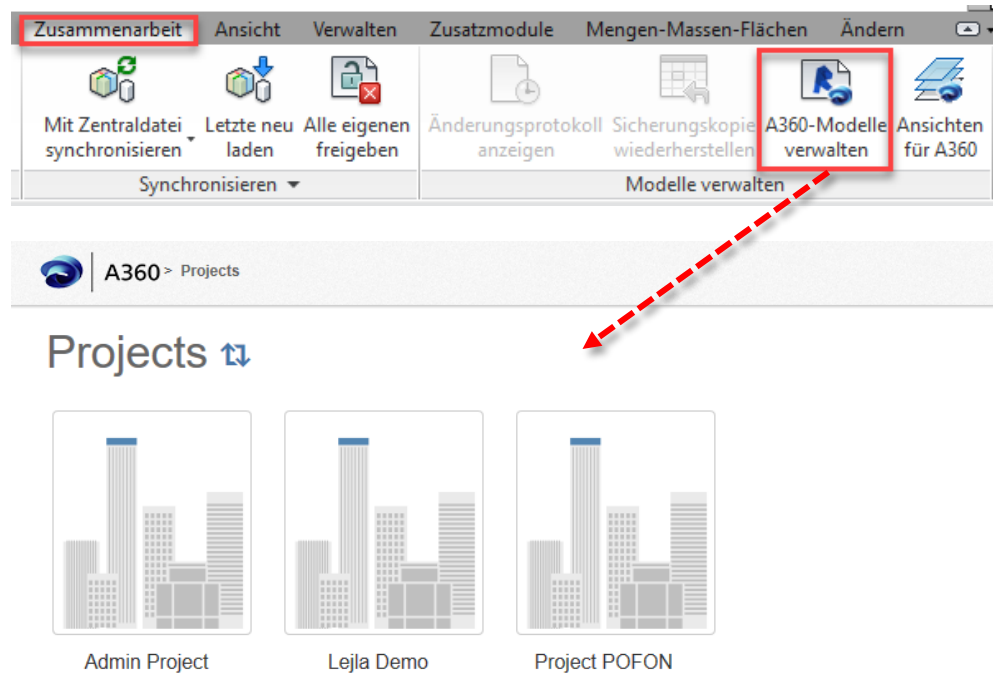 Zusammenarbeit Ansicht Verwalten Zusatzmodule Mengen-Massen-Flächen Ändern
Mit Zentraldatei Letzte neu Alle eigenen Änderungsprotokoll Sicherungskopie A360-Modelle Ansichten
synchronisieren laden freigeben anzeigen wiederherstellen verwalten für A360
Synchronisieren Modelle verwalten
A360 > Projects
Projects
Admin Project Lejla Demo Project POFON